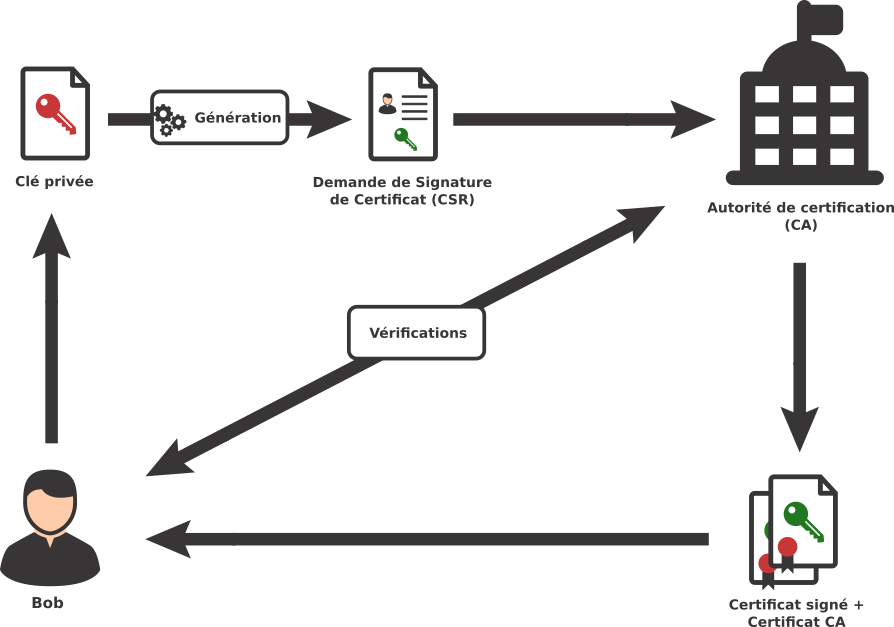 Génération
Clé privée
Demande de Signature
de Certificat (CSR)
Autorité de certification
(CA)
Vérifications
Bob
Certificat signé +
Certificat CA